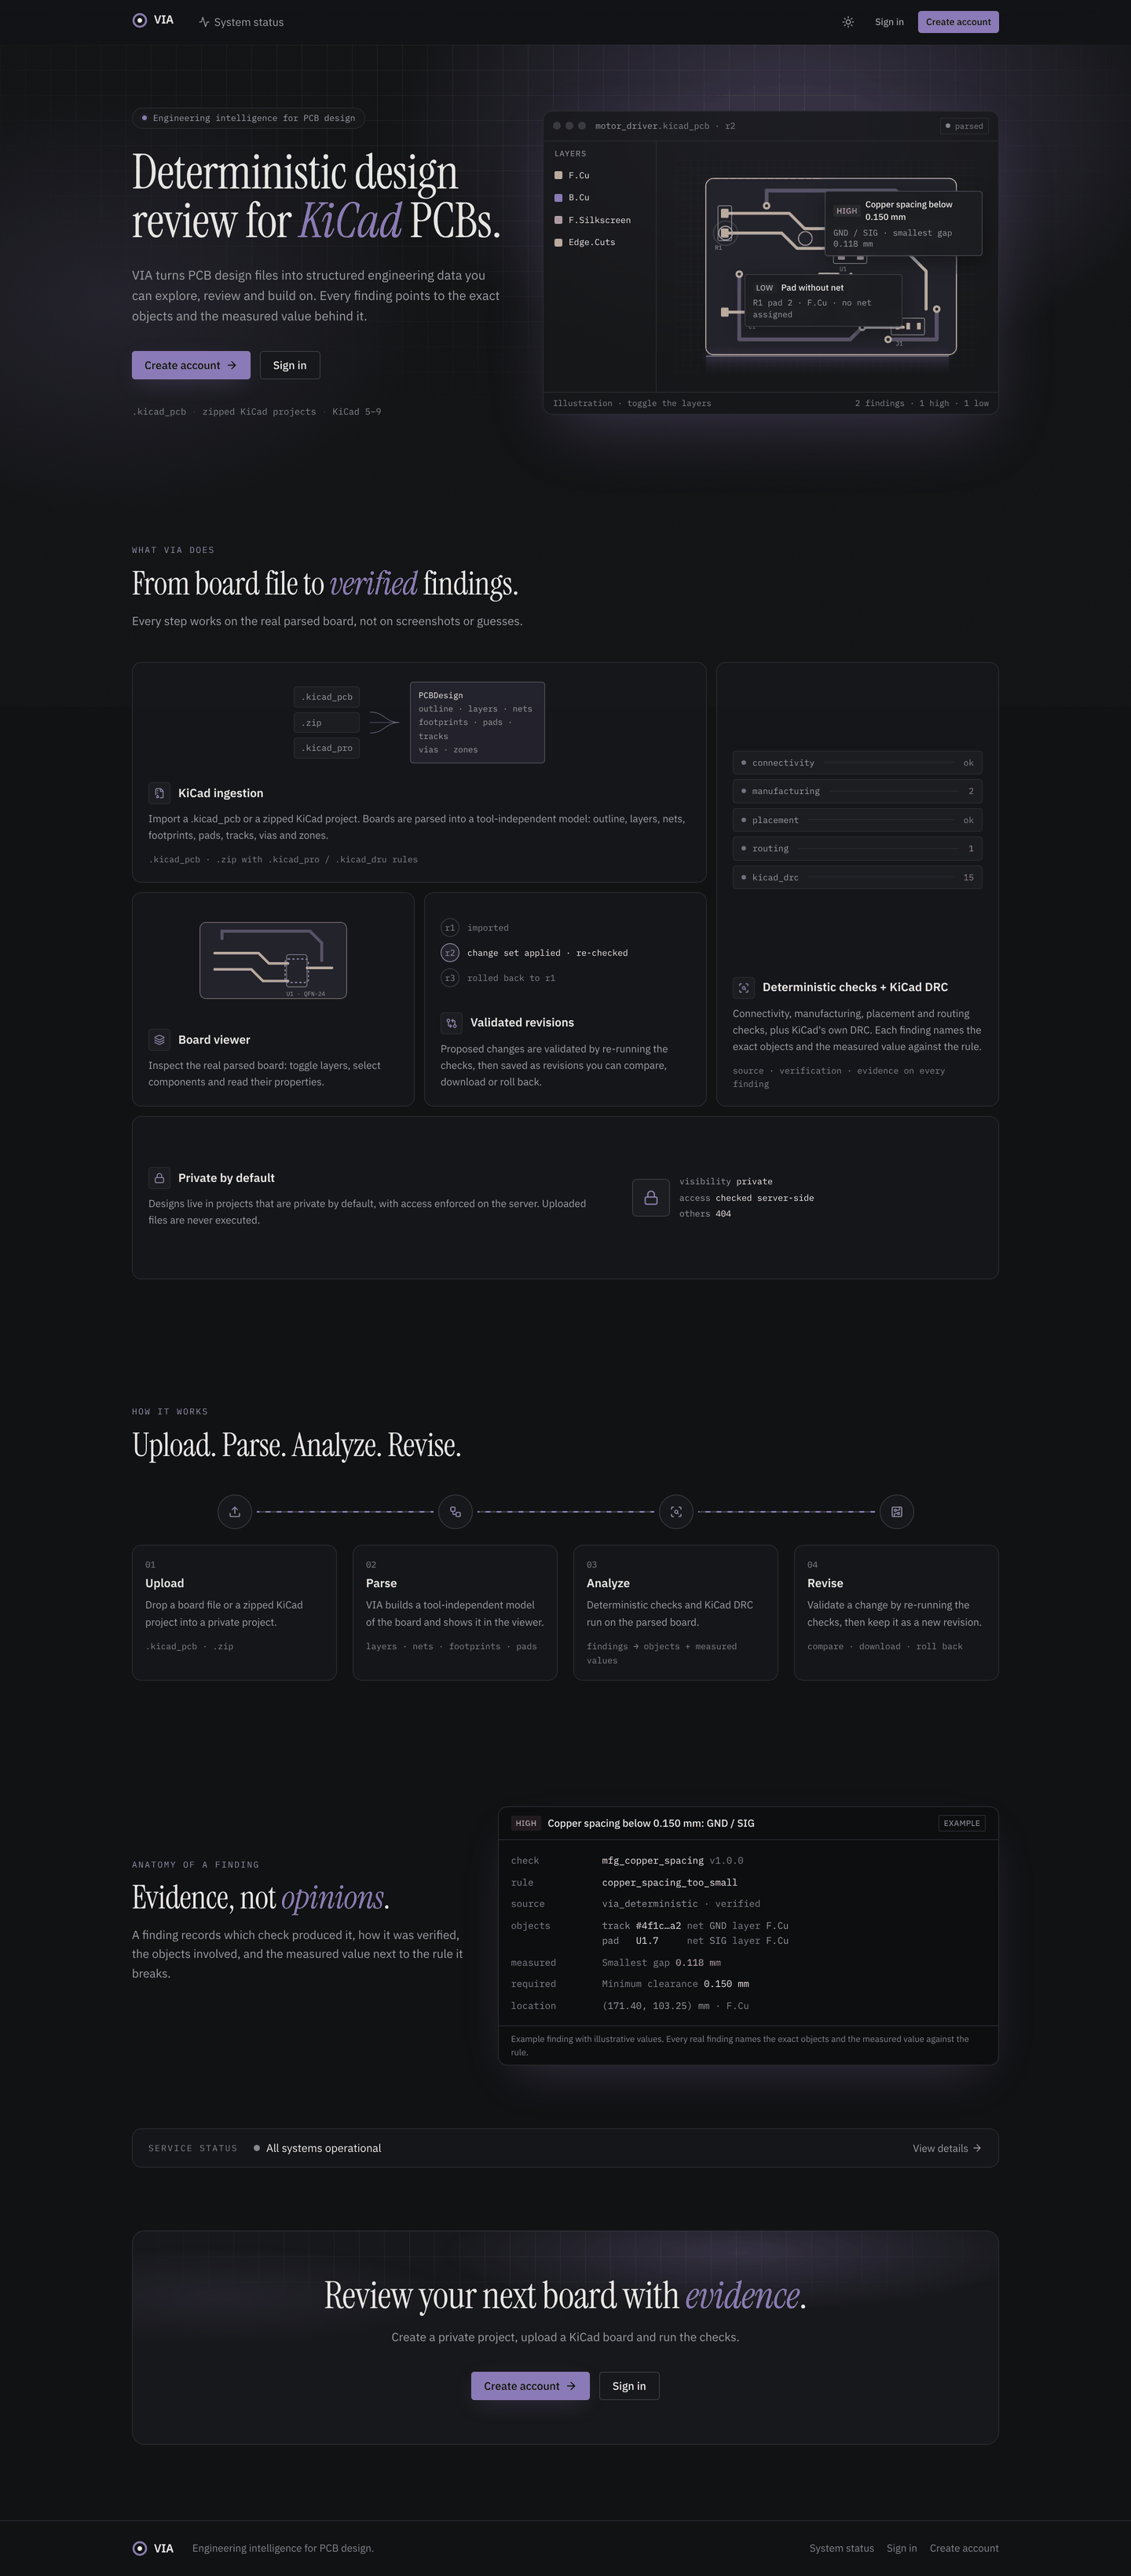 VIA
System status
Sign in
Create account
Engineering intelligence for PCB design
Deterministic design
review for KiCad PCBs.
VIA turns PCB design files into structured engineering data you
can explore, review and build on. Every finding points to the exact
objects and the measured value behind it.
Create account
Sign in
.kicad_pcb · zipped KiCad projects · KiCad 5–9
motor_driver.kicad_pcb · r2
parsed
LAYERS
F.Cu
B.Cu
F.Silkscreen
Edge.Cuts
HIGH Copper spacing below
0.150 mm
GND / SIG · smallest gap
0.118 mm
R1
U1
LOW Pad without net
R1 pad 2 · F.Cu · no net
assigned
J1
Illustration · toggle the layers
2 findings · 1 high · 1 low
WHAT VIA DOES
From board file to verified findings.
Every step works on the real parsed board, not on screenshots or guesses.
.kicad_pcb
.zip
.kicad_pro
PCBDesign
outline · layers · nets
footprints · pads ·
tracks
vias · zones
KiCad ingestion
Import a .kicad_pcb or a zipped KiCad project. Boards are parsed into a tool-independent model: outline, layers, nets,
footprints, pads, tracks, vias and zones.
.kicad_pcb · .zip with .kicad_pro / .kicad_dru rules
connectivity ok
manufacturing 2
placement ok
routing 1
kicad_drc 15
Deterministic checks + KiCad DRC
Connectivity, manufacturing, placement and routing
checks, plus KiCad's own DRC. Each finding names the
exact objects and the measured value against the rule.
source · verification · evidence on every
finding
U1 · QFN-24
Board viewer
Inspect the real parsed board: toggle layers, select
components and read their properties.
r1 imported
r2 change set applied · re-checked
r3 rolled back to r1
Validated revisions
Proposed changes are validated by re-running the
checks, then saved as revisions you can compare,
download or roll back.
Private by default
Designs live in projects that are private by default, with access enforced on the server. Uploaded
files are never executed.
visibility private
access checked server-side
others 404
HOW IT WORKS
Upload. Parse. Analyze. Revise.
01
Upload
Drop a board file or a zipped KiCad
project into a private project.
.kicad_pcb · .zip
02
Parse
VIA builds a tool-independent model
of the board and shows it in the viewer.
layers · nets · footprints · pads
03
Analyze
Deterministic checks and KiCad DRC
run on the parsed board.
findings → objects + measured
values
04
Revise
Validate a change by re-running the
checks, then keep it as a new revision.
compare · download · roll back
ANATOMY OF A FINDING
Evidence, not opinions.
A finding records which check produced it, how it was verified,
the objects involved, and the measured value next to the rule it
breaks.
HIGH Copper spacing below 0.150 mm: GND / SIG
EXAMPLE
check mfg_copper_spacing v1.0.0
rule copper_spacing_too_small
source via_deterministic · verified
objects track #4f1c…a2 net GND layer F.Cu
pad U1.7 net SIG layer F.Cu
measured Smallest gap 0.118 mm
required Minimum clearance 0.150 mm
location (171.40, 103.25) mm · F.Cu
Example finding with illustrative values. Every real finding names the exact objects and the measured value against the
rule.
SERVICE STATUS
All systems operational
View details →
Review your next board with evidence.
Create a private project, upload a KiCad board and run the checks.
Create account →
Sign in
VIA
Engineering intelligence for PCB design.
System status
Sign in
Create account